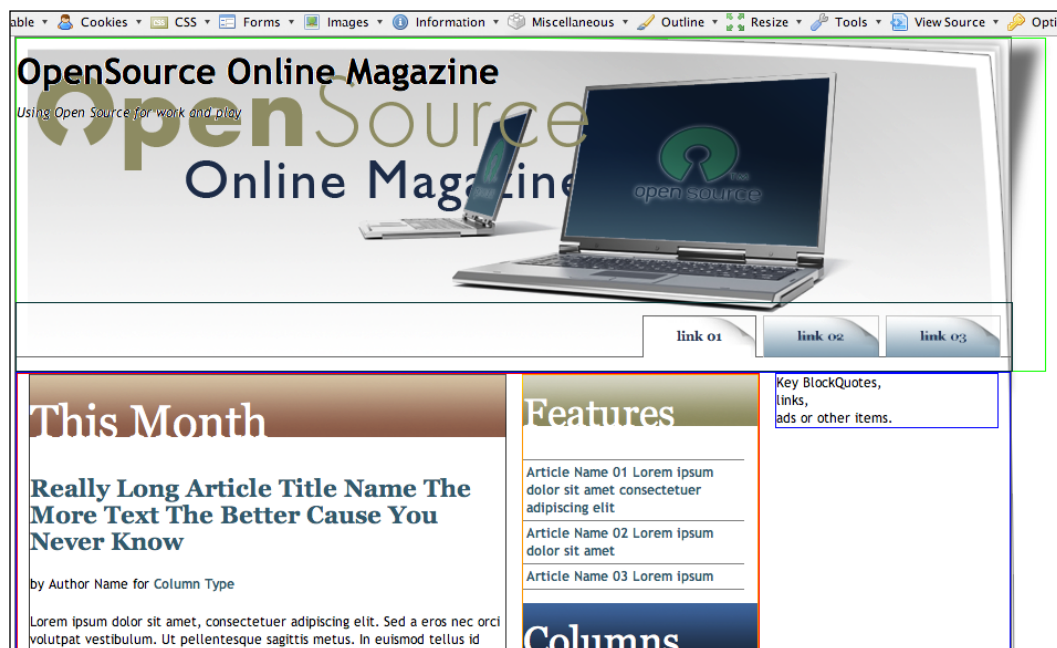 able Cookies CSS Forms Images Information Miscellaneous Outline Resize Tools View Source Opti
OpenSource Online Magazine
Using Open Source for work and play
OpenSource
Online Magazine
open source
TM
link 01 link 02 link 03
This Month
Really Long Article Title Name The
More Text The Better Cause You
Never Know
by Author Name for Column Type
Lorem ipsum dolor sit amet, consectetuer adipiscing elit. Sed a eros nec orci
volutpat vestibulum. Ut pellentesque sagittis metus. In euismod tellus id
Features
Article Name 01 Lorem ipsum
dolor sit amet consectetuer
adipiscing elit
Article Name 02 Lorem ipsum
dolor sit amet
Article Name 03 Lorem ipsum
Columns
Key BlockQuotes,
links,
ads or other items.